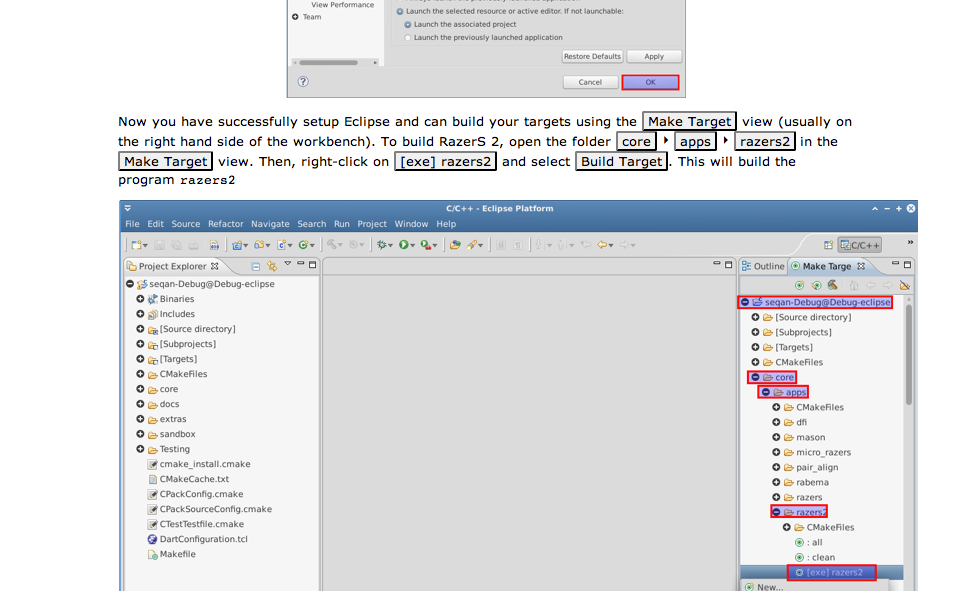 View Performance
Team
Launch the selected resource or active editor. If not launchable:
Launch the associated project
Launch the previously launched application
Restore Defaults Apply
? Cancel OK
Now you have successfully setup Eclipse and can build your targets using the Make Target view (usually on
the right hand side of the workbench). To build RazerS 2, open the folder core apps razers2 in the
Make Target view. Then, right-click on [exe] razers2 and select Build Target. This will build the
program razers2
C/C++ - Eclipse Platform
File Edit Source Refactor Navigate Search Run Project Window Help
C/C++ »
Project Explorer
seqan-Debug@Debug-eclipse
Binaries
Includes
[Source directory]
[Subprojects]
[Targets]
CMakeFiles
core
docs
extras
sandbox
Testing
cmake_install.cmake
CMakeCache.txt
CPackConfig.cmake
CPackSourceConfig.cmake
CTestTestfile.cmake
DartConfiguration.tcl
Makefile
Outline Make Targe
seqan-Debug@Debug-eclipse
[Source directory]
[Subprojects]
[Targets]
CMakeFiles
core
apps
CMakeFiles
dfi
mason
micro_razers
pair_align
rabema
razers
razers2
CMakeFiles
: all
: clean
[exe] razers2
New...